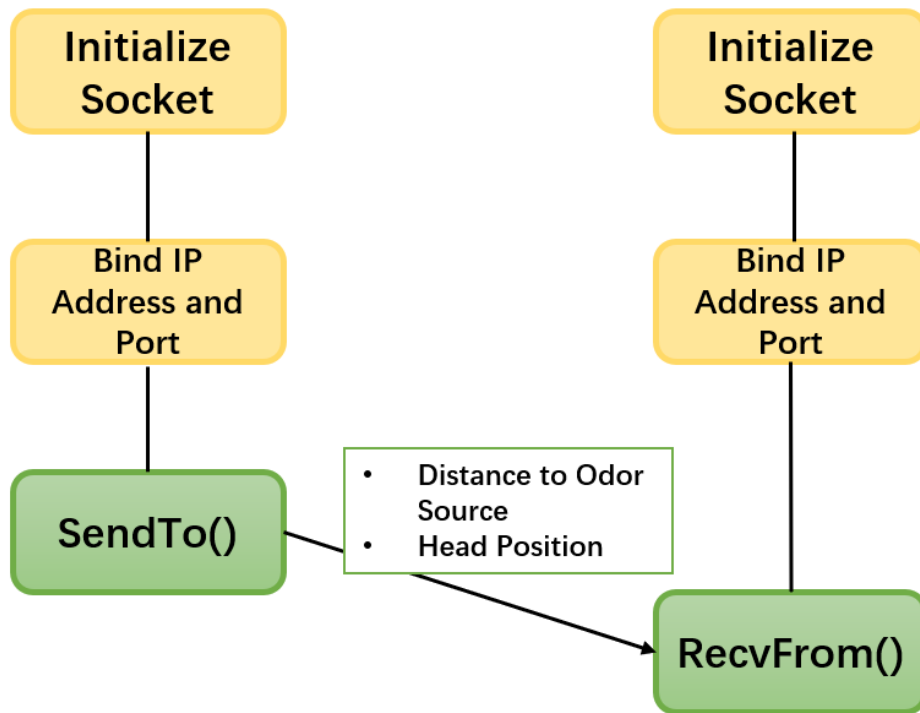 Initialize
Socket
Initialize
Socket
Bind IP
Address and
Port
Bind IP
Address and
Port
• Distance to Odor
Source
• Head Position
SendTo()
RecvFrom()